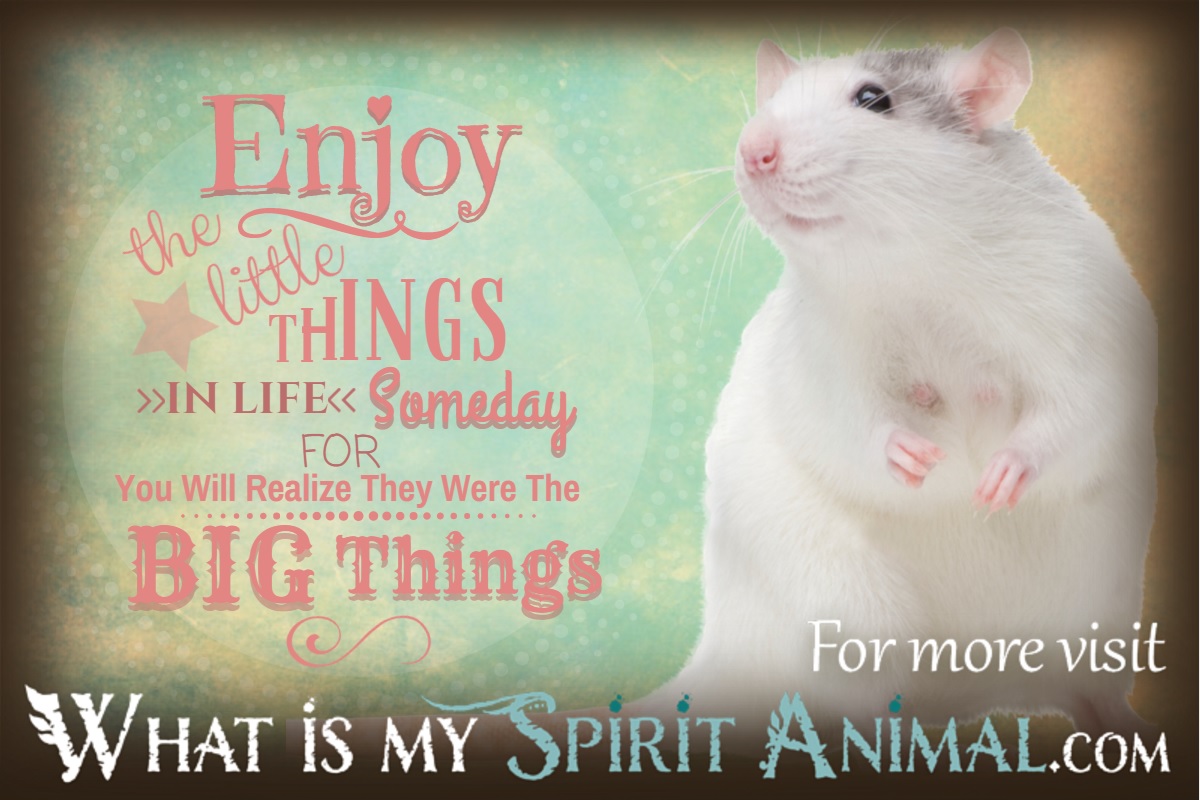 Enjoy
the little
THINGS
»IN LIFE« Someday
FOR
You Will Realize They Were The
BIG Things
For more visit
WHAT IS MY SPIRIT ANIMAL.COM